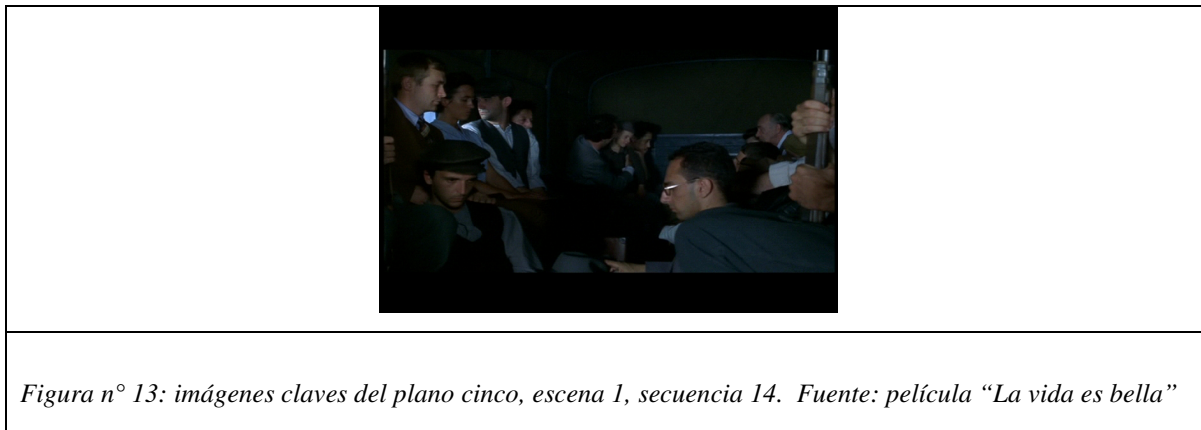 Figura n° 13: imágenes claves del plano cinco, escena 1, secuencia 14.  Fuente: película “La vida es bella”